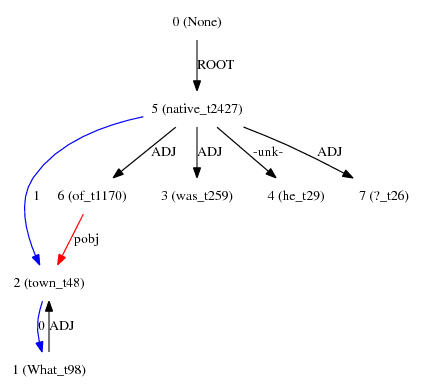 0 (None)
ROOT
5 (native_t2427)
ADJ ADJ -unk- ADJ
1 6 (of_t1170) 3 (was_t259) 4 (he_t29) 7 (?_t26)
pobj
2 (town_t48)
0 ADJ
1 (What_t98)